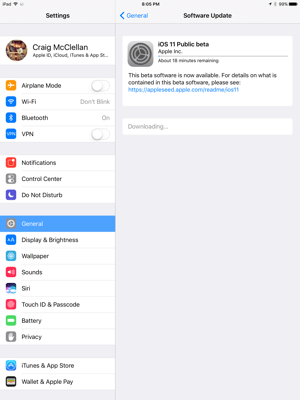 iPad
8:05 PM
99%
Settings
General
Software Update
Craig McClellan
Apple ID, iCloud, iTunes & App St...
Airplane Mode
Wi-Fi
Don't Blink
Bluetooth
On
VPN
VPN
Notifications
Control Center
Do Not Disturb
General
AA
Display & Brightness
Wallpaper
Sounds
Siri
Touch ID & Passcode
Battery
Privacy
iTunes & App Store
Wallet & Apple Pay
iOS 11 Public beta
Apple Inc.
About 18 minutes remaining
This beta software is now available. For details on what is
contained in this beta software, please see:
https://appleseed.apple.com/readme/ios11
Downloading...